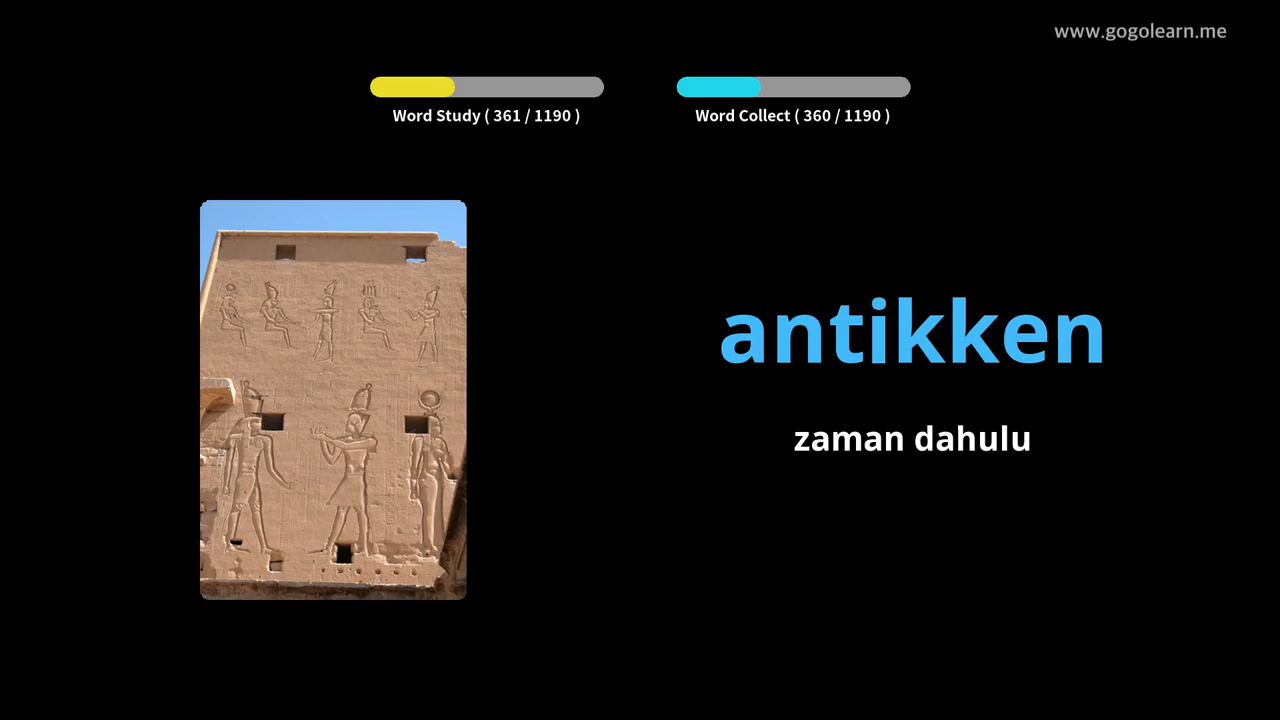 www.gogolearn.me
Word Study ( 361 / 1190 )
Word Collect ( 360 / 1190 )
antikken
zaman dahulu